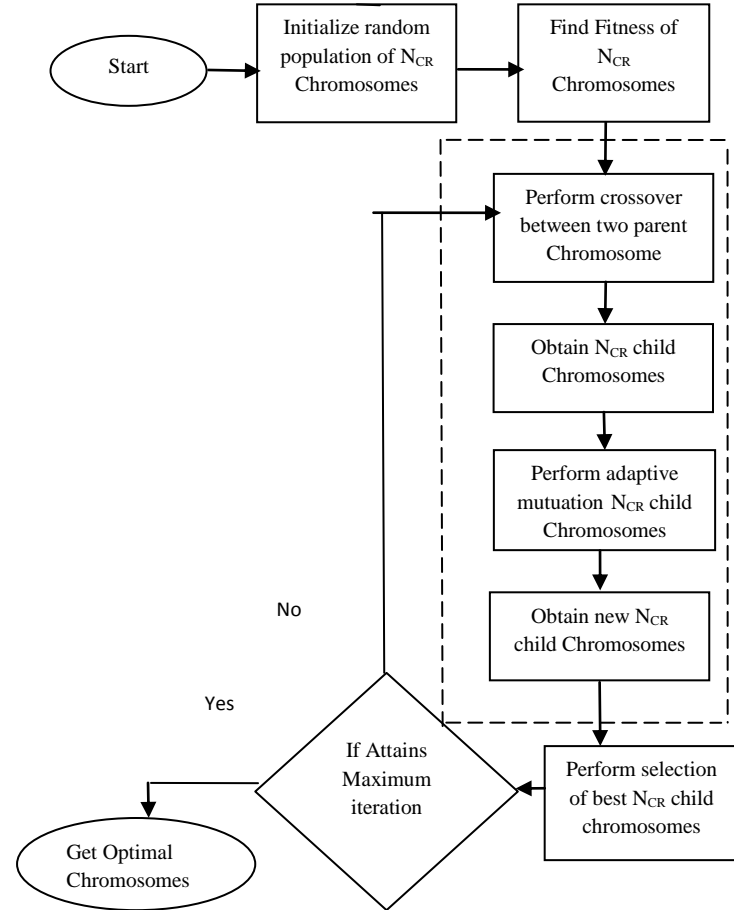 Start
Initialize random
population of NCR
Chromosomes
Find Fitness of
NCR
Chromosomes
Perform crossover
between two parent
Chromosome
Obtain NCR child
Chromosomes
Perform adaptive
mutuation NCR child
Chromosomes
Obtain new NCR
child Chromosomes
Perform selection
of best NCR child
chromosomes
If Attains
Maximum
iteration
No
Yes
Get Optimal
Chromosomes